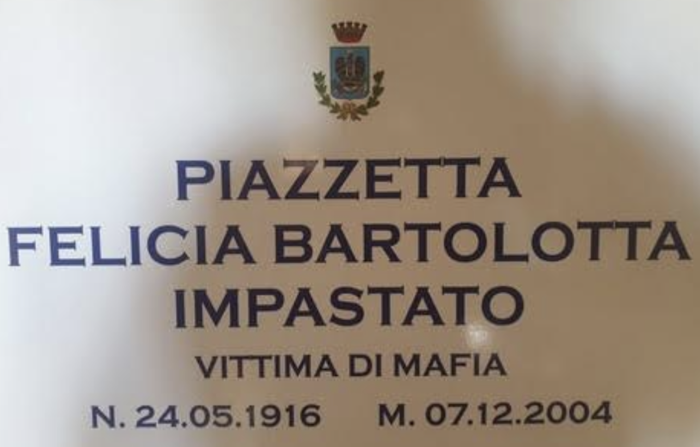 PIAZZETTA
FELICIA BARTOLOTTA
IMPASTATO
VITTIMA DI MAFIA
N. 24.05.1916 M. 07.12.2004